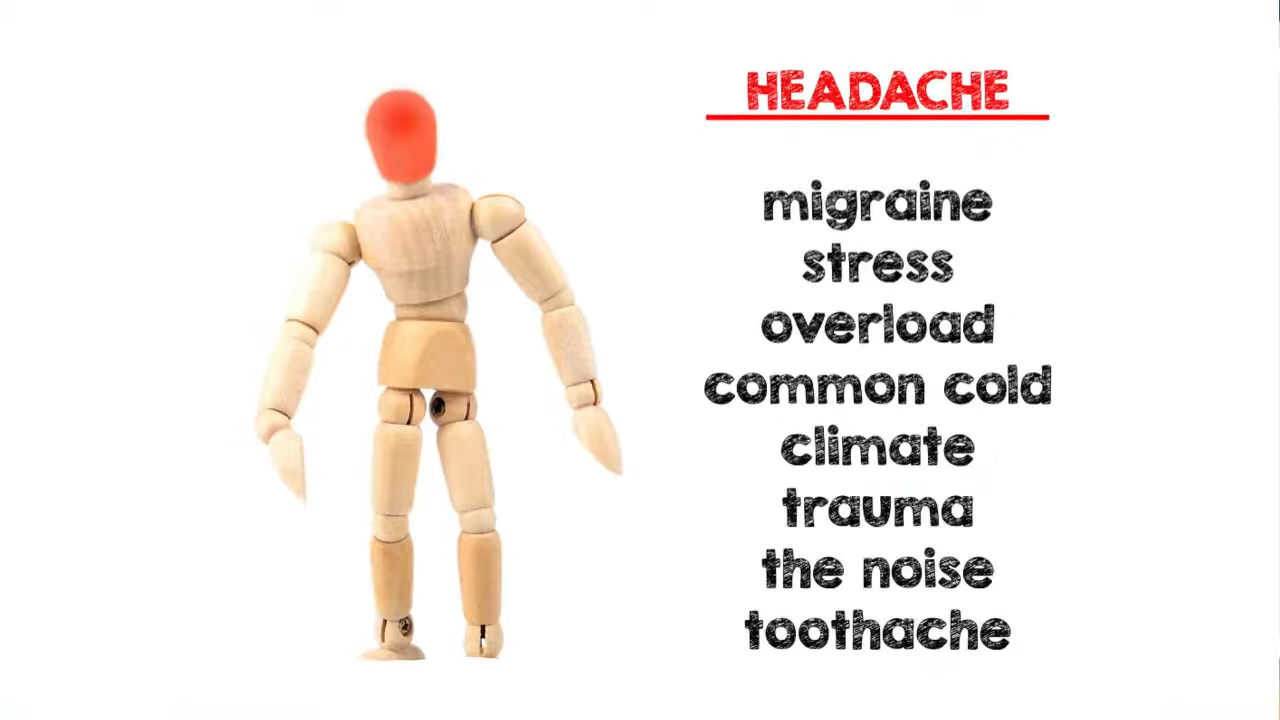 HEADACHE
migraine
stress
overload
common cold
climate
trauma
the noise
toothache